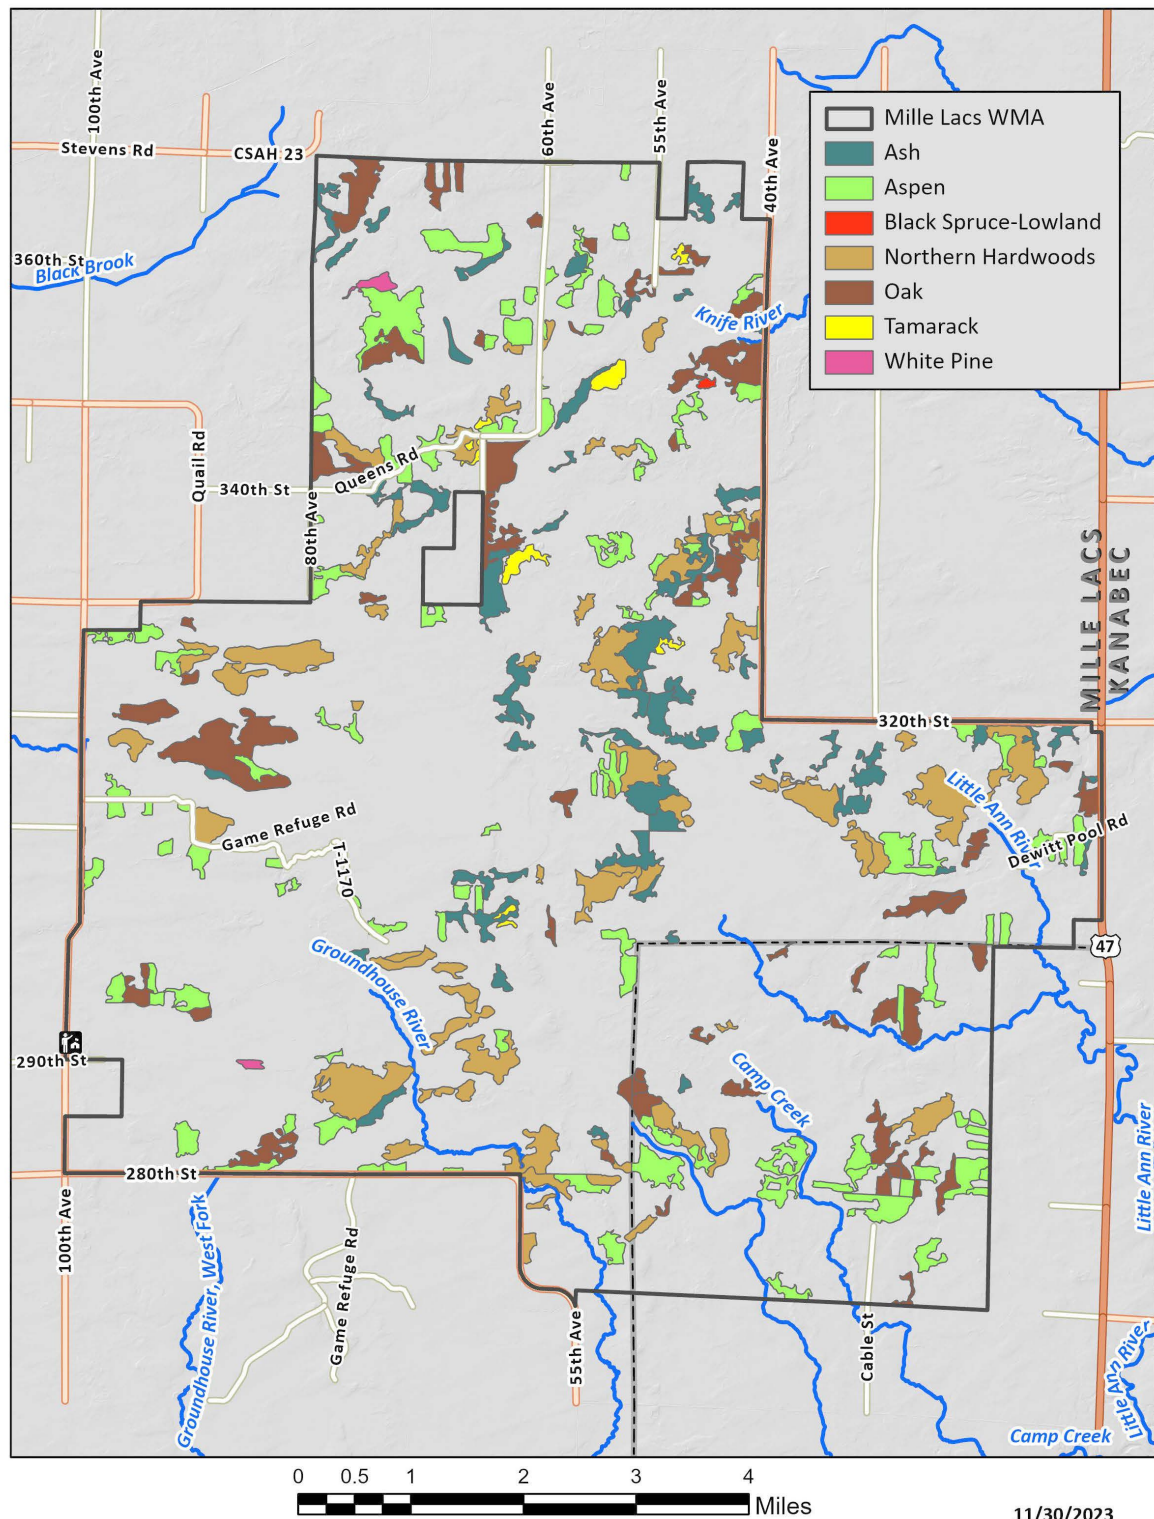 100th Ave
60th Ave
55th Ave
40th Ave
Stevens Rd
CSAH 23
360th St
Black Brook
Mille Lacs WMA
Ash
Aspen
Black Spruce-Lowland
Northern Hardwoods
Oak
Tamarack
White Pine
Knife River
Quail Rd
Queens Rd
340th St
80th Ave
MILLE LACS
KANABEC
320th St
Little Ann River
Game Refuge Rd
T-1170
Dewitt Pool Rd
Groundhouse River
47
290th St
Camp Creek
280th St
100th Ave
Groundhouse River, West Fork
Game Refuge Rd
55th Ave
Cable St
Little Ann River
Little Ann River
Camp Creek
0 0.5 1 2 3 4
Miles
11/30/2023